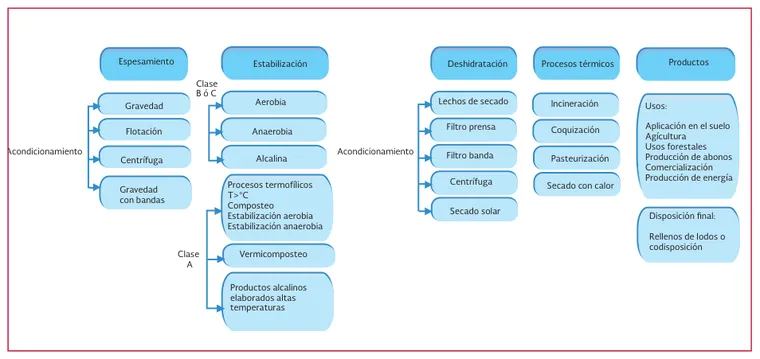 Espesamiento
Acondicionamiento
Gravedad
Flotación
Centrífuga
Gravedad
con bandas
Estabilización
Clase
B ó C
Aerobia
Anaerobia
Alcalina
Clase
A
Procesos termofílicos
T>°C
Composteo
Estabilización aerobia
Estabilización anaerobia
Vermicomposteo
Productos alcalinos
elaborados altas
temperaturas
Acondicionamiento
Deshidratación
Lechos de secado
Filtro prensa
Filtro banda
Centrífuga
Secado solar
Procesos térmicos
Incineración
Coquización
Pasteurización
Secado con calor
Productos
Usos:
Aplicación en el suelo
Agícultura
Usos forestales
Producción de abonos
Comercialización
Producción de energía
Disposición final:
Rellenos de lodos o
codisposición